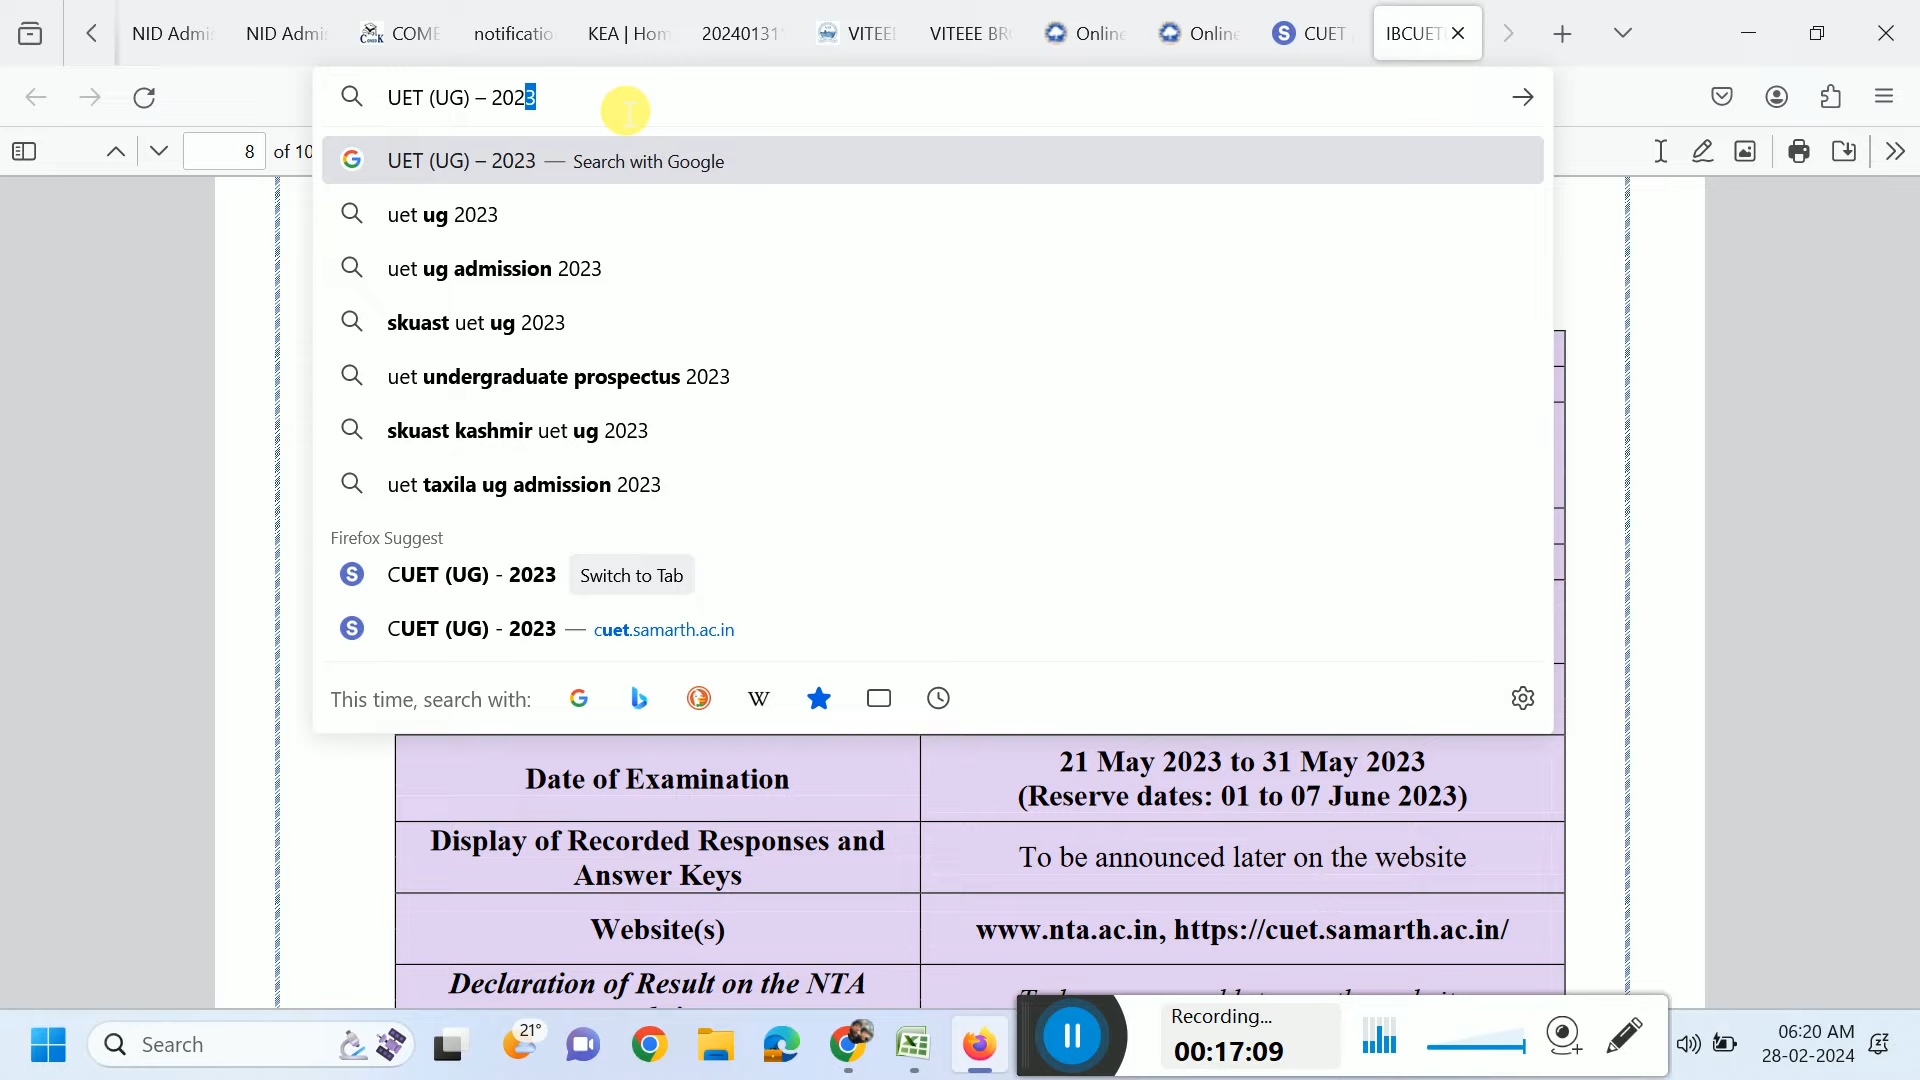 NID Admi
NID Admi
COME
notificatio
KEA | Hom
20240131
VITEE
VITEEE BR
Online
Online
CUET
IBCUET
UET (UG) – 2023
8 of 10
UET (UG) – 2023 — Search with Google
uet ug 2023
uet ug admission 2023
skuast uet ug 2023
uet undergraduate prospectus 2023
skuast kashmir uet ug 2023
uet taxila ug admission 2023
Firefox Suggest
CUET (UG) - 2023 Switch to Tab
CUET (UG) - 2023 — cuet.samarth.ac.in
This time, search with:
Date of Examination
21 May 2023 to 31 May 2023
(Reserve dates: 01 to 07 June 2023)
Display of Recorded Responses and
Answer Keys
To be announced later on the website
Website(s)
www.nta.ac.in, https://cuet.samarth.ac.in/
Declaration of Result on the NTA
Recording...
00:17:09
Search
21°
06:20 AM
28-02-2024